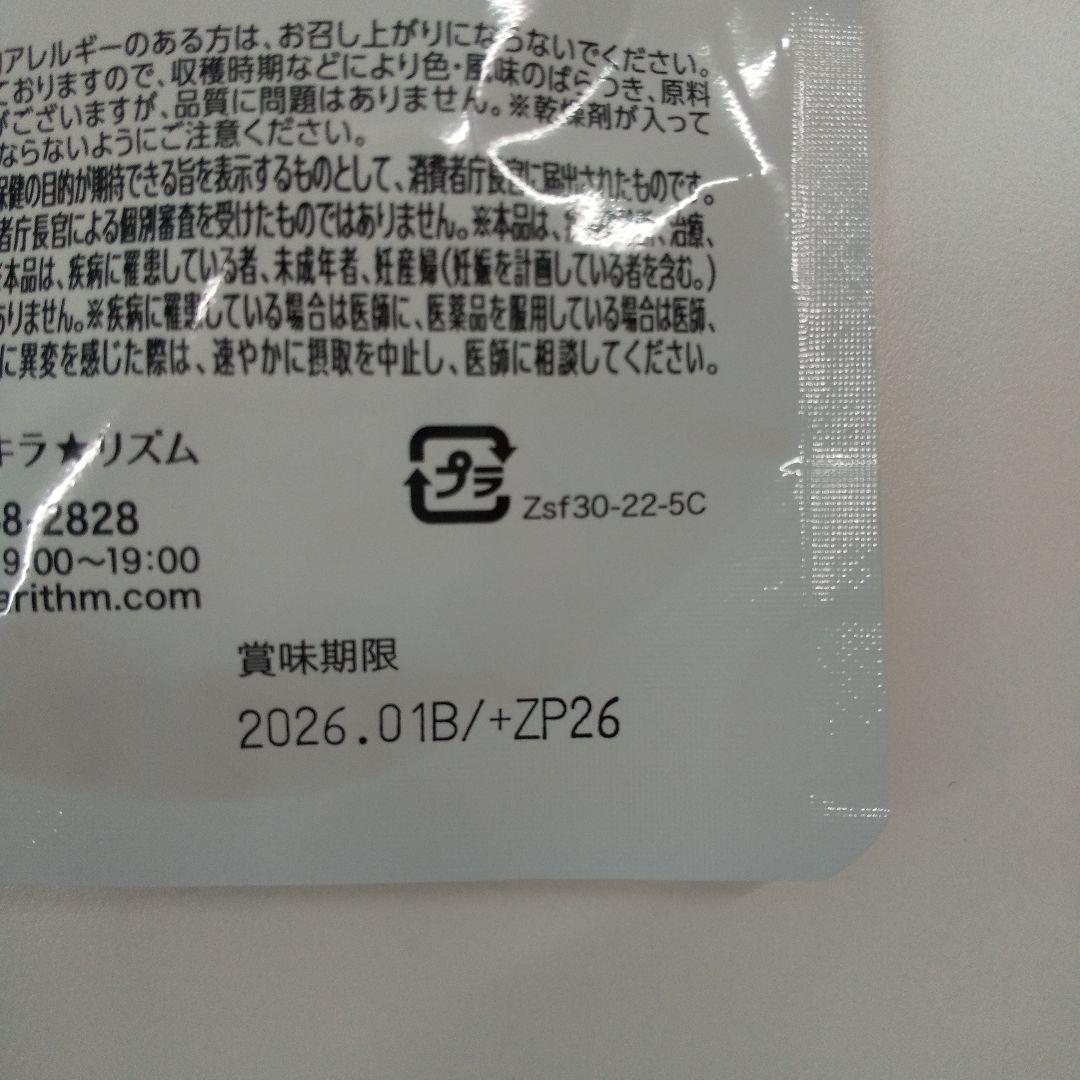 アレルギーのある方は、お召し上がりにならないでください。
ておりますので、収穫時期などにより色・風味のばらつき、原料
がございますが、品質に問題はありません。※乾燥剤が入って
ならないようにご注意ください。
保健の目的が期待できる旨を表示するものとして、消費者庁長官に届出されたものです。
者庁長官による個別審査を受けたものではありません。※本品は、治療、
※本品は、疾病に罹患している者、未成年者、妊産婦(妊娠を計画している者を含む。)
ありません。※疾病に罹患している場合は医師に、医薬品を服用している場合は医師、
に異変を感じた際は、速やかに摂取を中止し、医師に相談してください。
キラ★リズム
プラ
Zsf30-22-5C
8-2828
9:00〜19:00
arithm.com
賞味期限
2026.01B/+ZP26